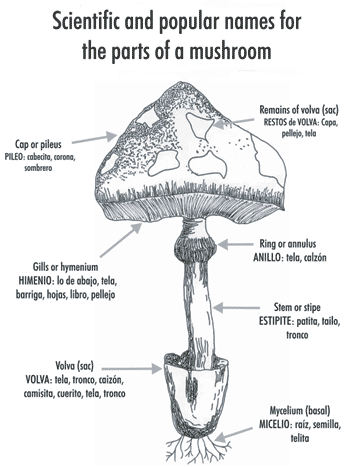 Scientific and popular names for
the parts of a mushroom
Remains of volva (sac)
RESTOS de VOLVA: Capa,
pellejo, tela
Cap or pileus
PILEO: cabecita, corona,
sombrero
Ring or annulus
ANILLO: tela, calzón
Gills or hymenium
HIMENIO: lo de abajo, tela,
barriga, hojas, libro, pellejo
Stem or stipe
ESTIPITE: patita, tailo,
tronco
Volva (sac)
VOLVA: tela, tronco, caizón,
camisita, cuerito, tela, tronco
Mycelium (basal)
MICELIO: raíz, semilla,
telita